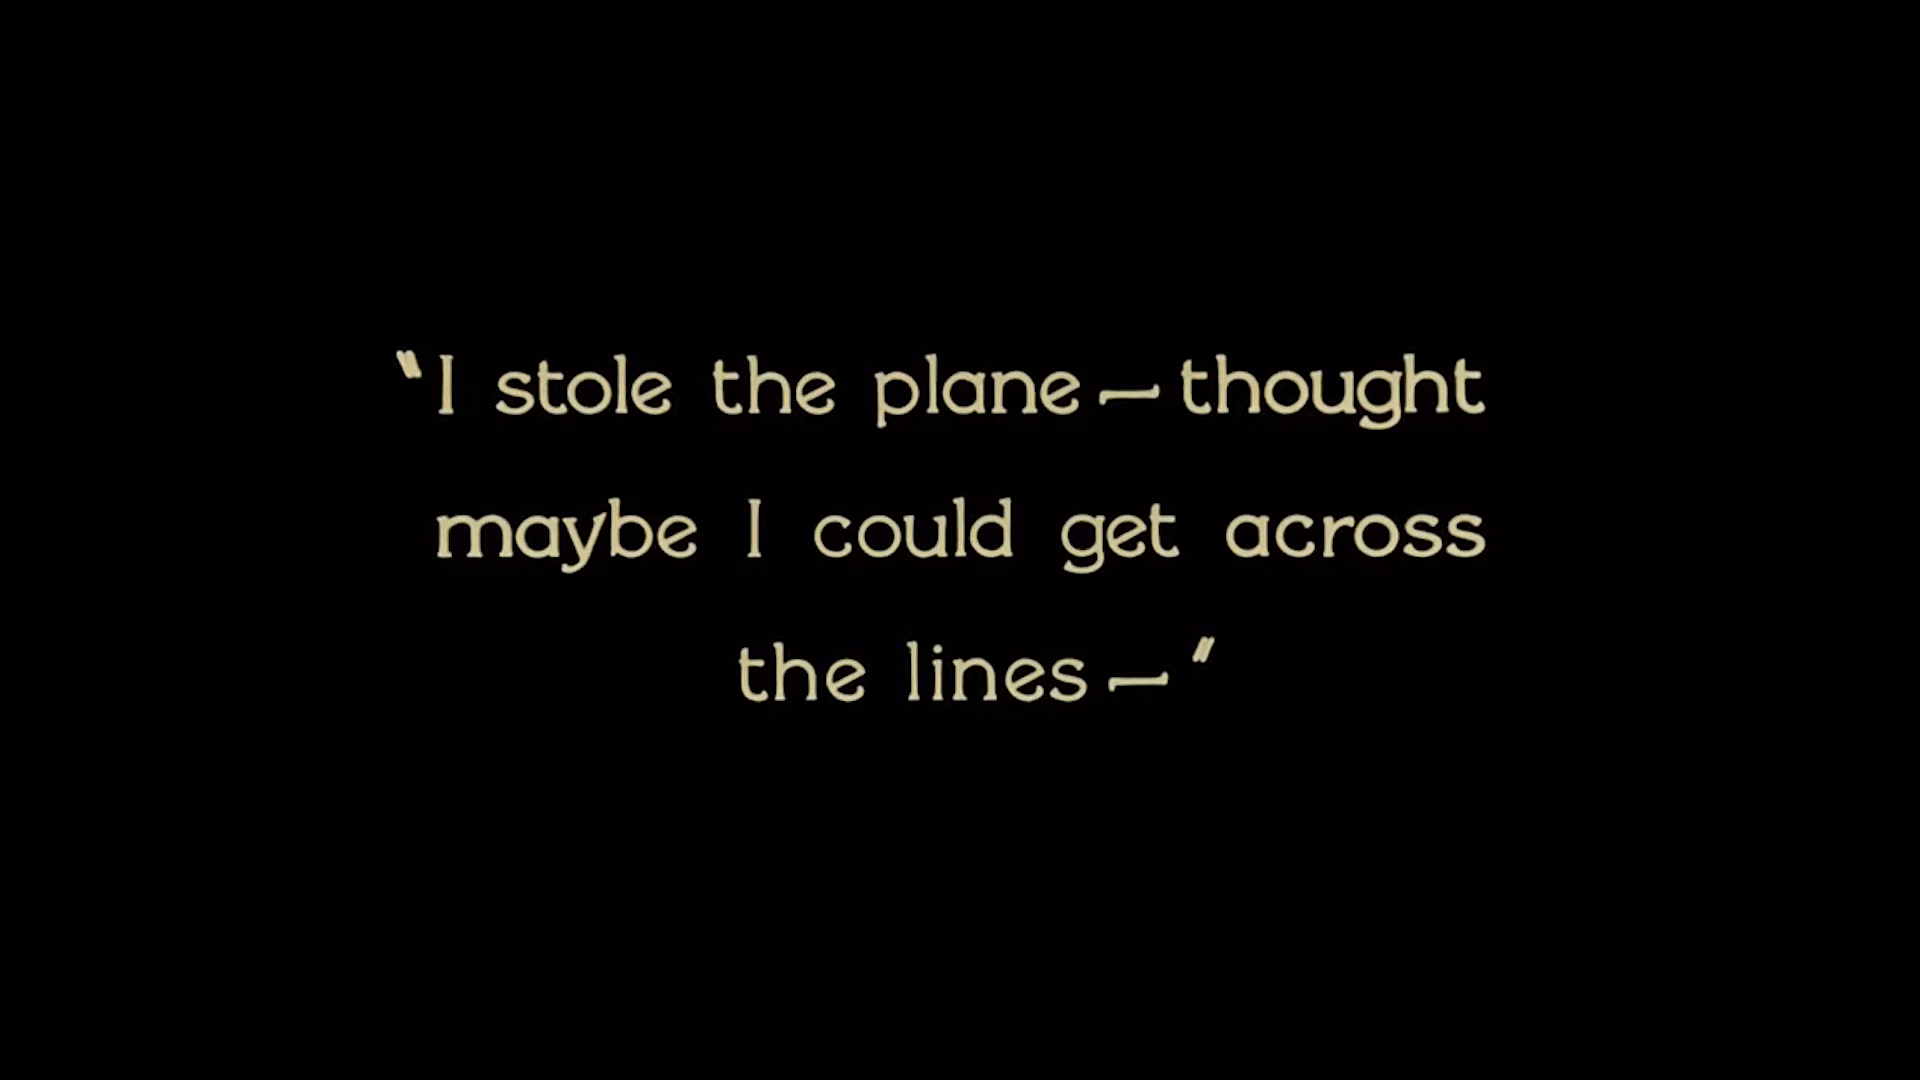 "I stole the plane — thought
maybe I could get across
the lines — "